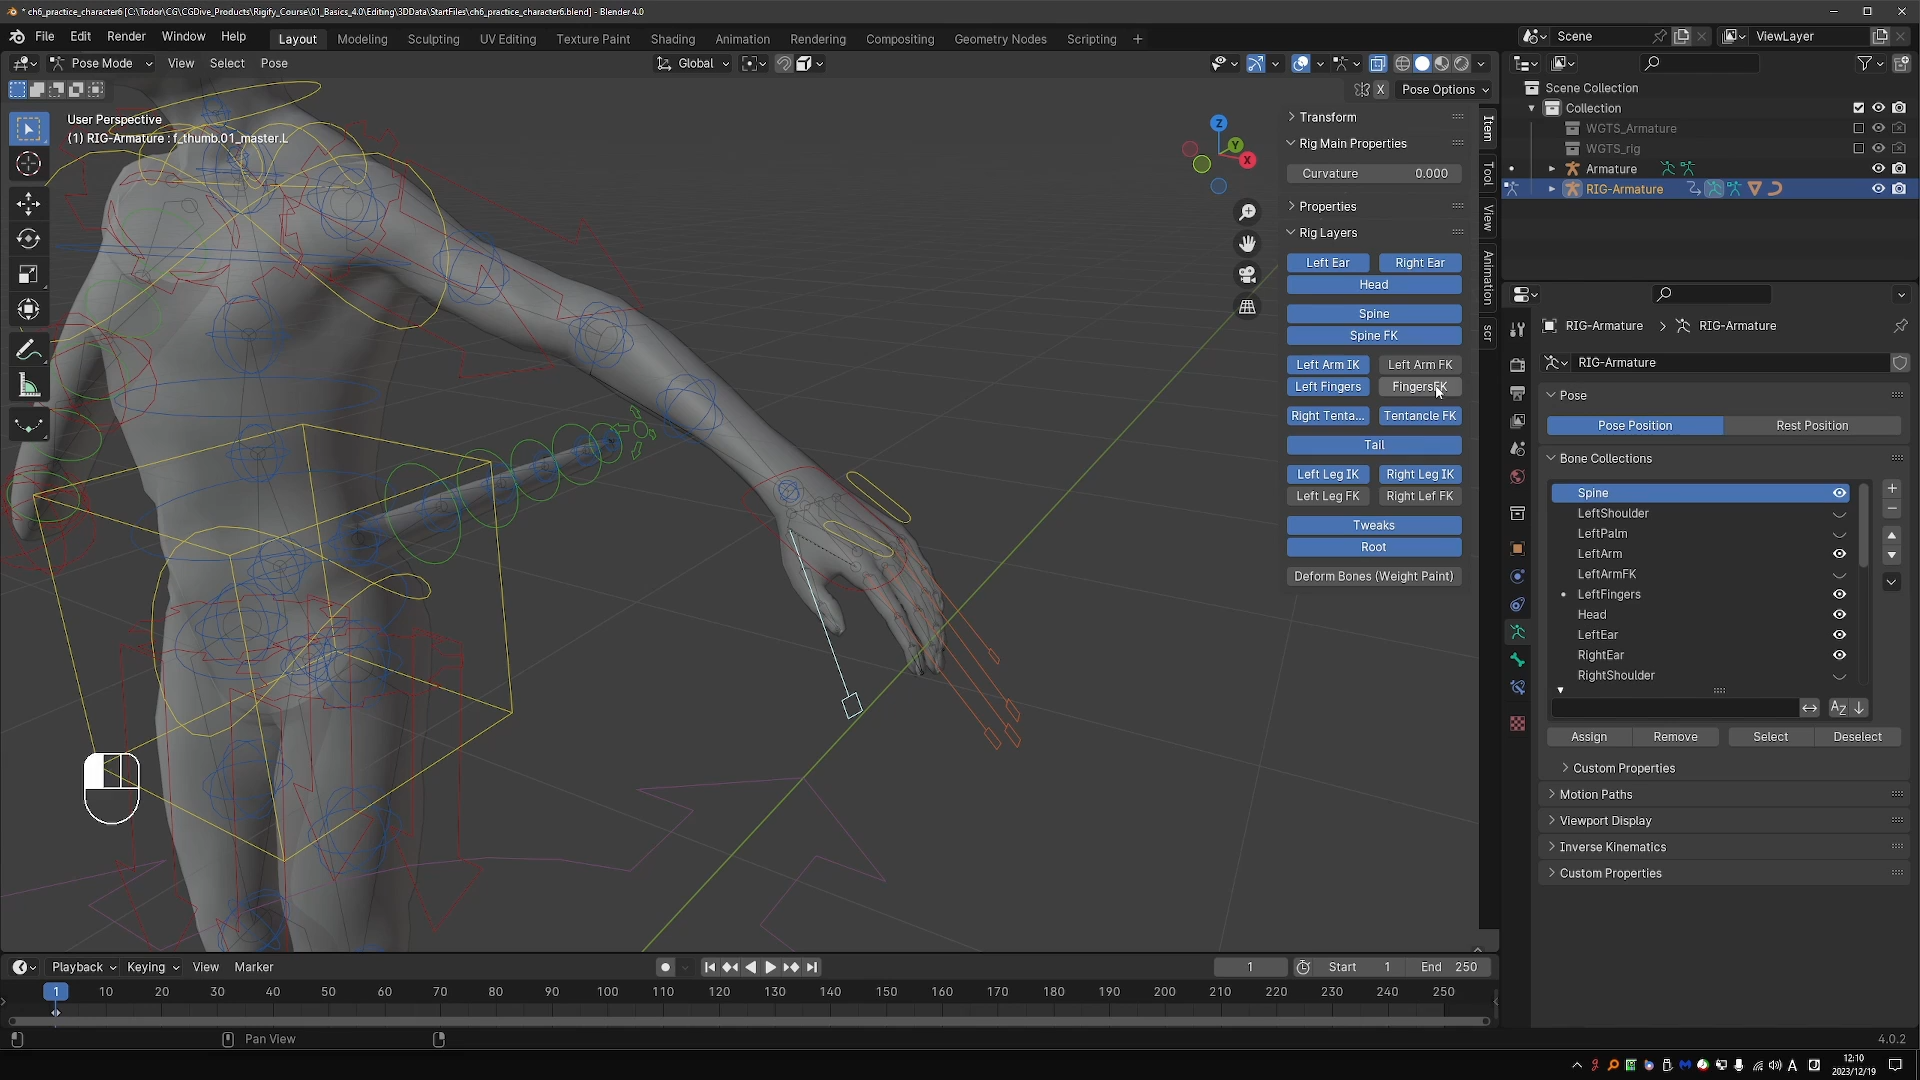 * ch6_practice_character6 [C:\Todor\CG\CGDive_Products\Rigify_Course\01_Basics_4.0\Editing\3DData\StartFiles\ch6_practice_character6.blend] - Blender 4.0
File Edit Render Window Help Layout Modeling Sculpting UV Editing Texture Paint Shading Animation Rendering Compositing Geometry Nodes Scripting + Scene ViewLayer
Pose Mode View Select Pose Global
X Pose Options
Scene Collection
Collection
WGTS_Armature
WGTS_rig
Armature
RIG-Armature
User Perspective
(1) RIG-Armature : f_thumb.01_master.L
Z
Y
X
Transform
Rig Main Properties
Curvature 0.000
Properties
Rig Layers
Left Ear Right Ear
Head
Spine
Spine FK
Left Arm IK Left Arm FK
Left Fingers FingersFK
Right Tenta... Tentancle FK
Tail
Left Leg IK Right Leg IK
Left Leg FK Right Lef FK
Tweaks
Root
Deform Bones (Weight Paint)
Item
Tool
View
Animation
scr
RIG-Armature > RIG-Armature
RIG-Armature
Pose
Pose Position Rest Position
Bone Collections
Spine
LeftShoulder
LeftPalm
LeftArm
LeftArmFK
LeftFingers
Head
LeftEar
RightEar
RightShoulder
Assign Remove Select Deselect
Custom Properties
Motion Paths
Viewport Display
Inverse Kinematics
Custom Properties
Playback Keying View Marker 1 Start 1 End 250
1 10 20 30 40 50 60 70 80 90 100 110 120 130 140 150 160 170 180 190 200 210 220 230 240 250
Pan View 4.0.2
A 12:10
2023/12/19